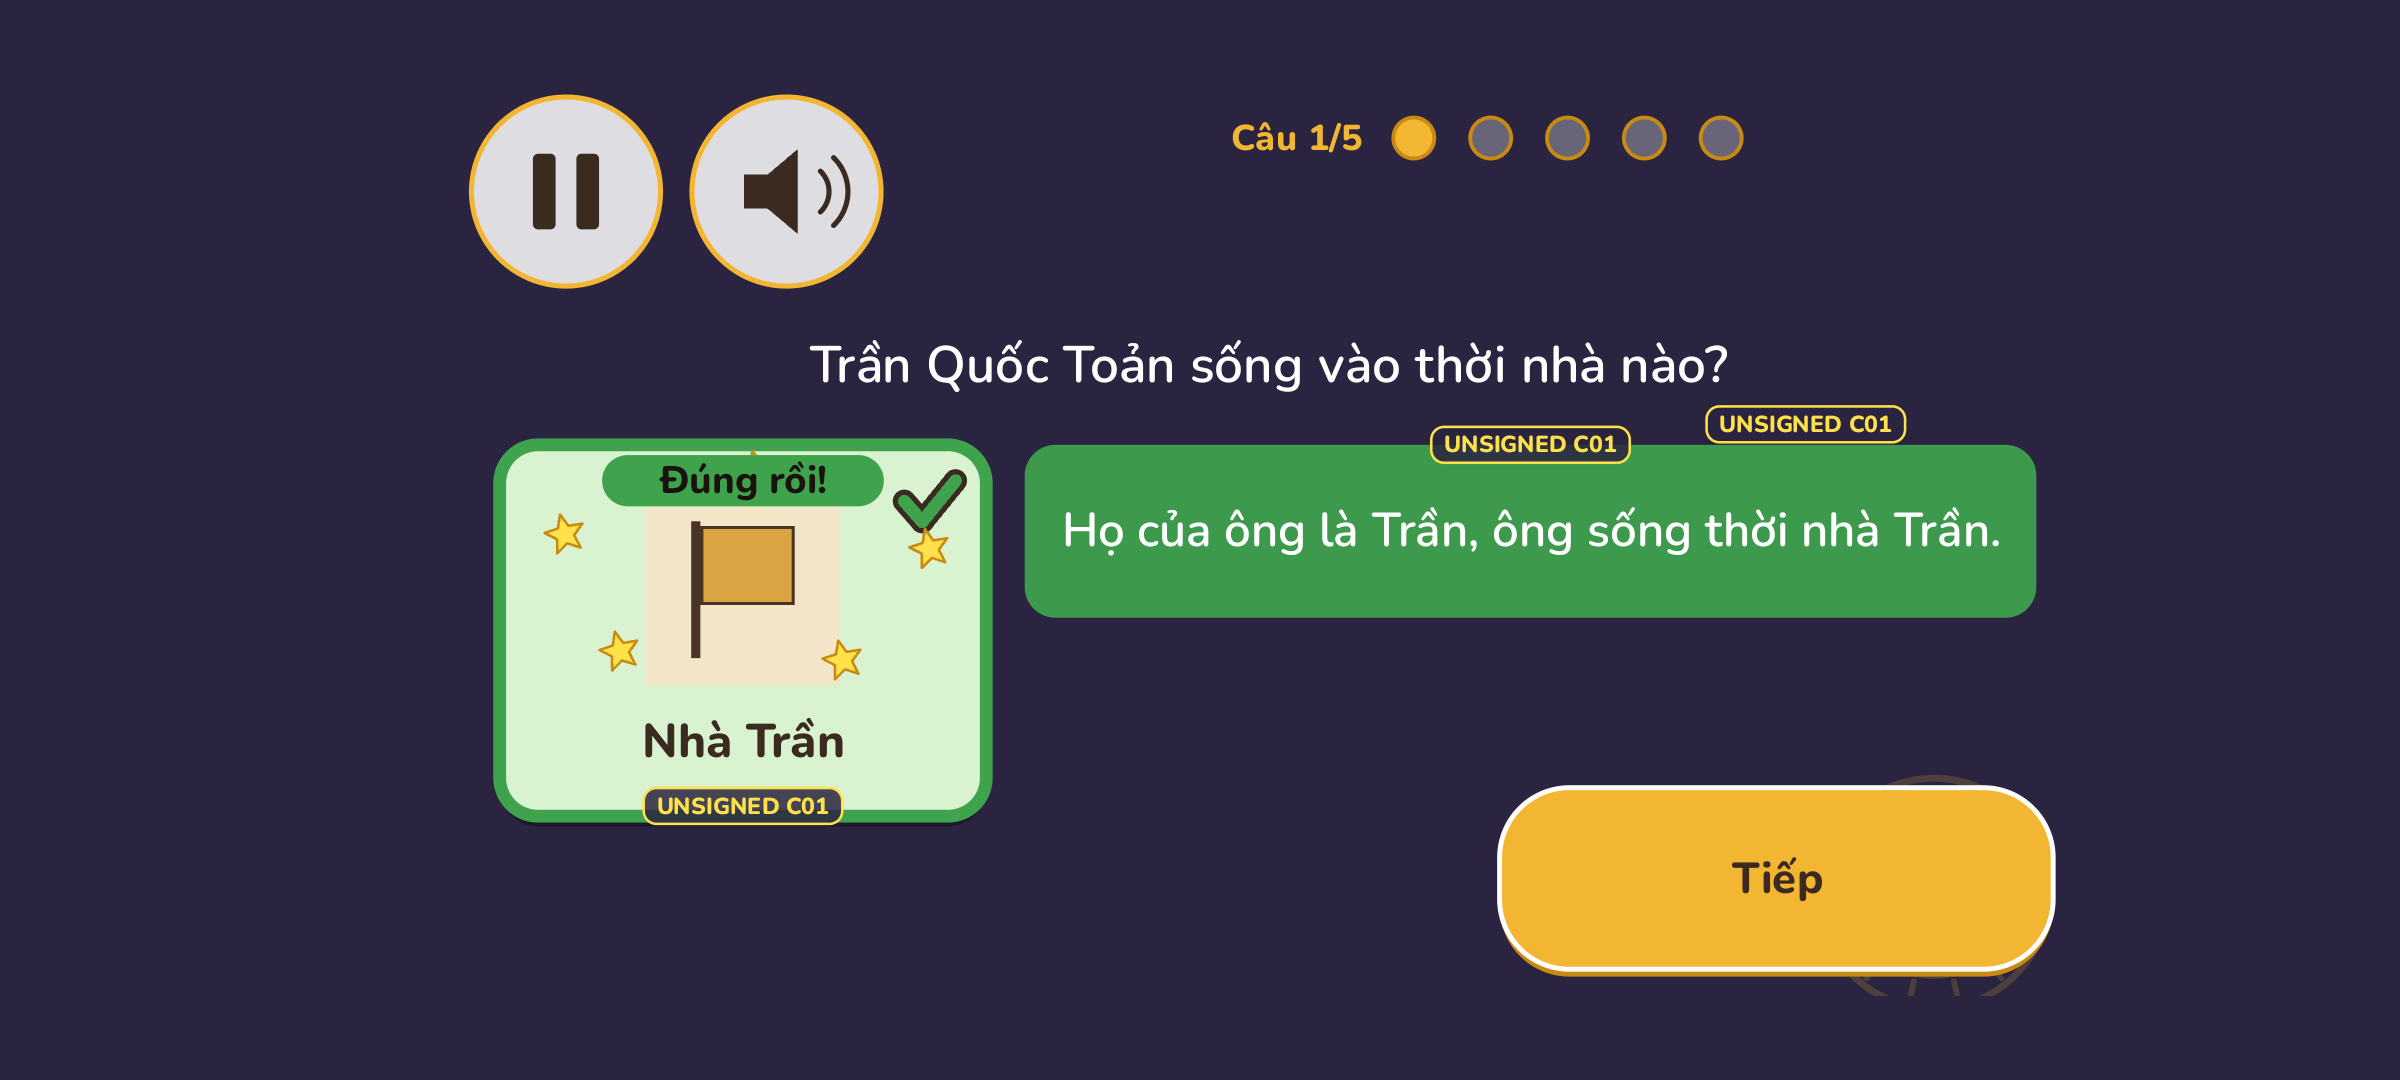 Câu 1/5
Trần Quốc Toản sống vào thời nhà nào?
UNSIGNED C01
UNSIGNED C01
Đúng rồi!
Họ của ông là Trần, ông sống thời nhà Trần.
Nhà Trần
UNSIGNED C01
Tiếp